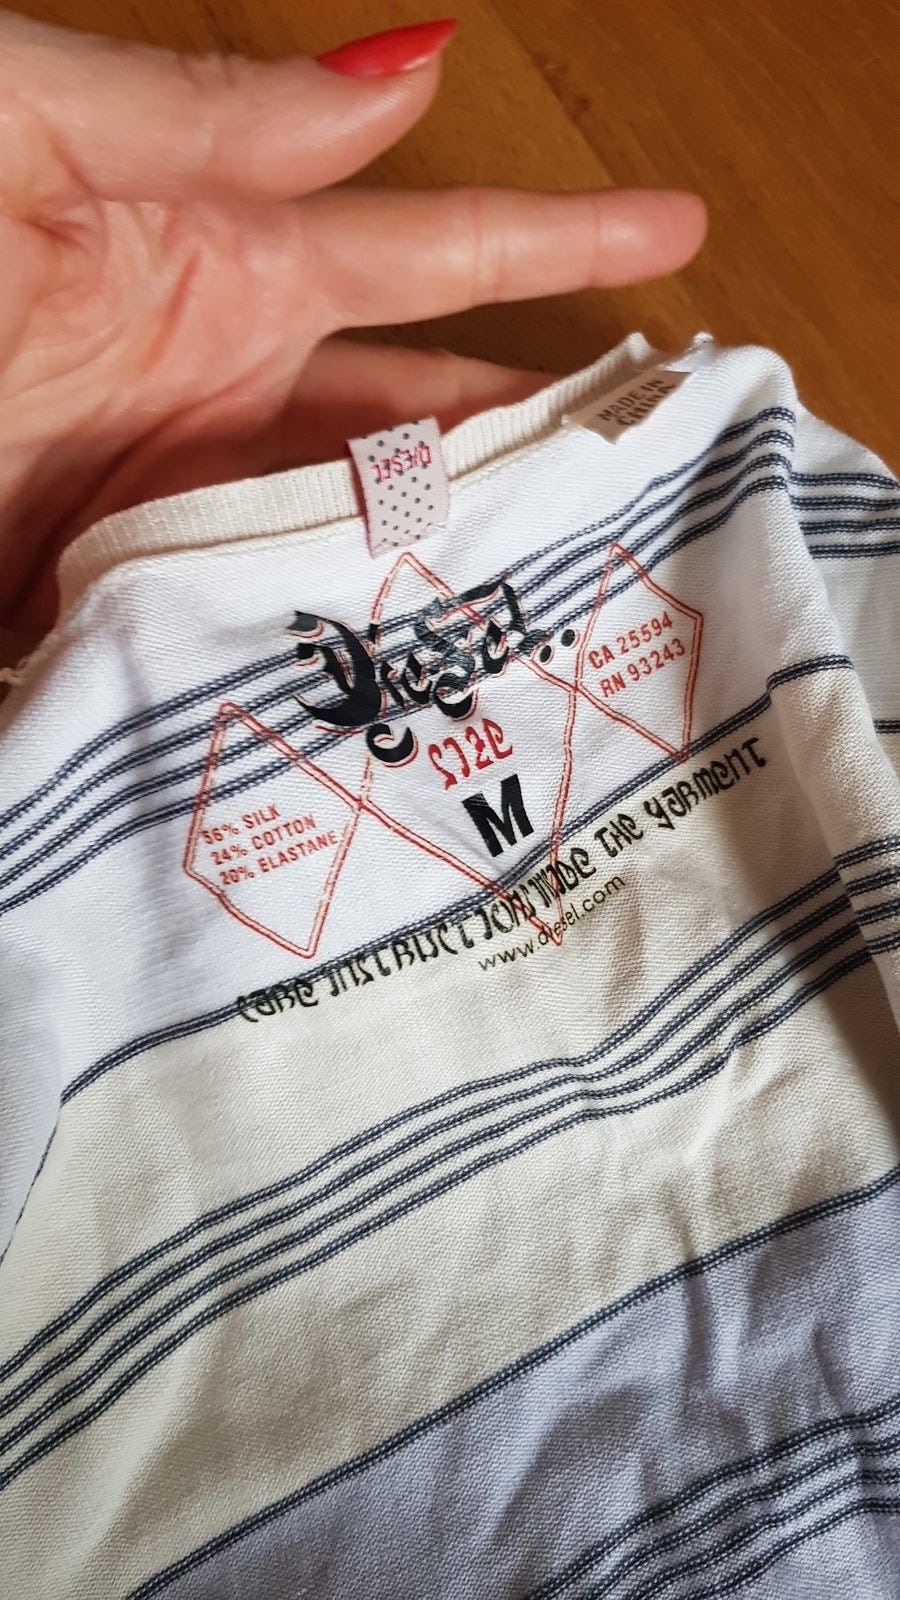 DIESEL
MADE IN
CHINA
Diesel
CA 25594
RN 93243
SIZE
M
56% SILK
24% COTTON
20% ELASTANE
CARE INSTRUCTIONS INSIDE THE GARMENT
www.diesel.com